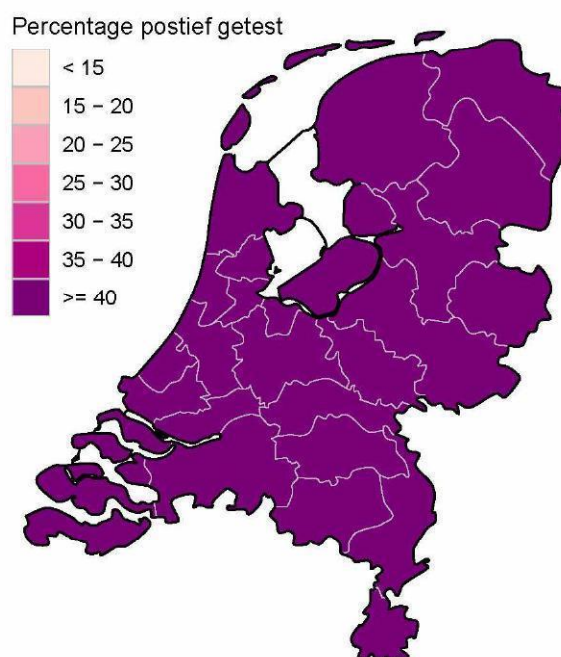 Percentage postief getest
< 15
15 – 20
20 – 25
25 – 30
30 – 35
35 – 40
>= 40